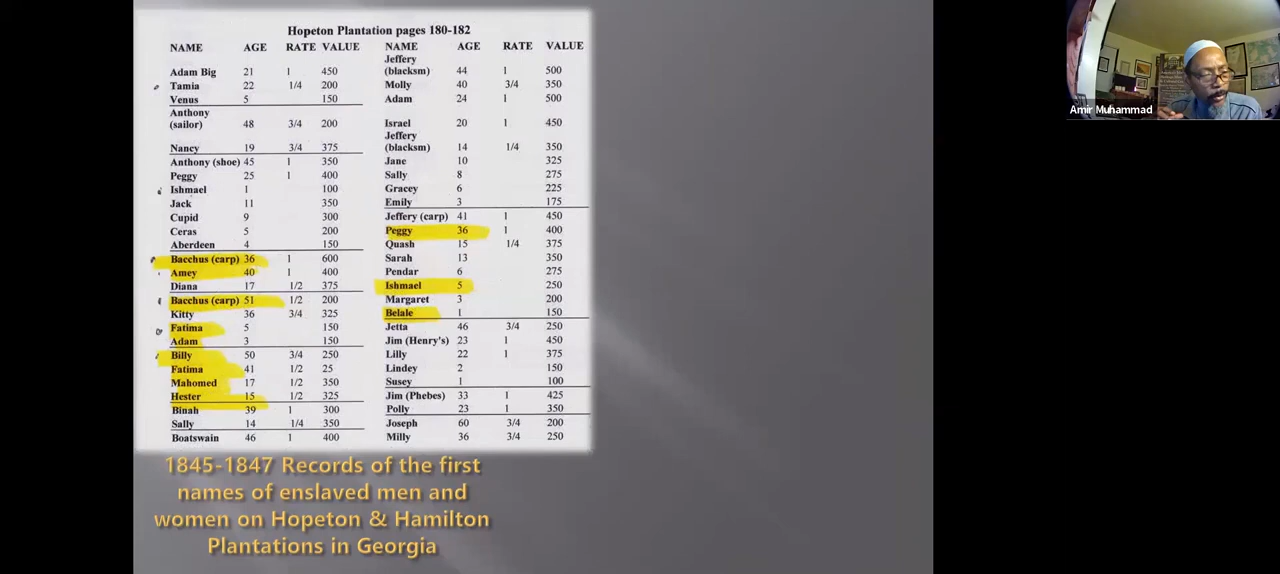 Hopeton Plantation pages 180-182
NAME AGE RATE VALUE
Adam Big 21 1 450
Tamia 22 1/4 200
Venus 5 150
Anthony
(sailor) 48 3/4 200
Nancy 19 3/4 375
Anthony (shoe) 45 1 350
Peggy 25 1 400
Ishmael 1 100
Jack 11 350
Cupid 9 300
Ceras 5 200
Aberdeen 4 150
Bacchus (carp) 36 1 600
Amey 40 1 400
Diana 17 1/2 375
Bacchus (carp) 51 1/2 200
Kitty 36 3/4 325
Fatima 5 150
Adam 3 150
Billy 50 3/4 250
Fatima 41 1/2 25
Mahomed 17 1/2 350
Hester 15 1/2 325
Binah 39 1 300
Sally 14 1/4 350
Boatswain 46 1 400
NAME AGE RATE VALUE
Jeffery
(blacksm) 44 1 500
Molly 40 3/4 350
Adam 24 1 500
Israel 20 1 450
Jeffery
(blacksm) 14 1/4 350
Jane 10 325
Sally 8 275
Gracey 6 225
Emily 3 175
Jeffery (carp) 41 1 450
Peggy 36 1 400
Quash 15 1/4 375
Sarah 13 350
Pendar 6 275
Ishmael 5 250
Margaret 3 200
Belale 1 150
Jetta 46 3/4 250
Jim (Henry's) 23 1 450
Lilly 22 1 375
Lindey 2 150
Susey 1 100
Jim (Phebes) 33 1 425
Polly 23 1 350
Joseph 60 3/4 200
Milly 36 3/4 250
1845-1847 Records of the first
names of enslaved men and
women on Hopeton & Hamilton
Plantations in Georgia
Amir Muhammad